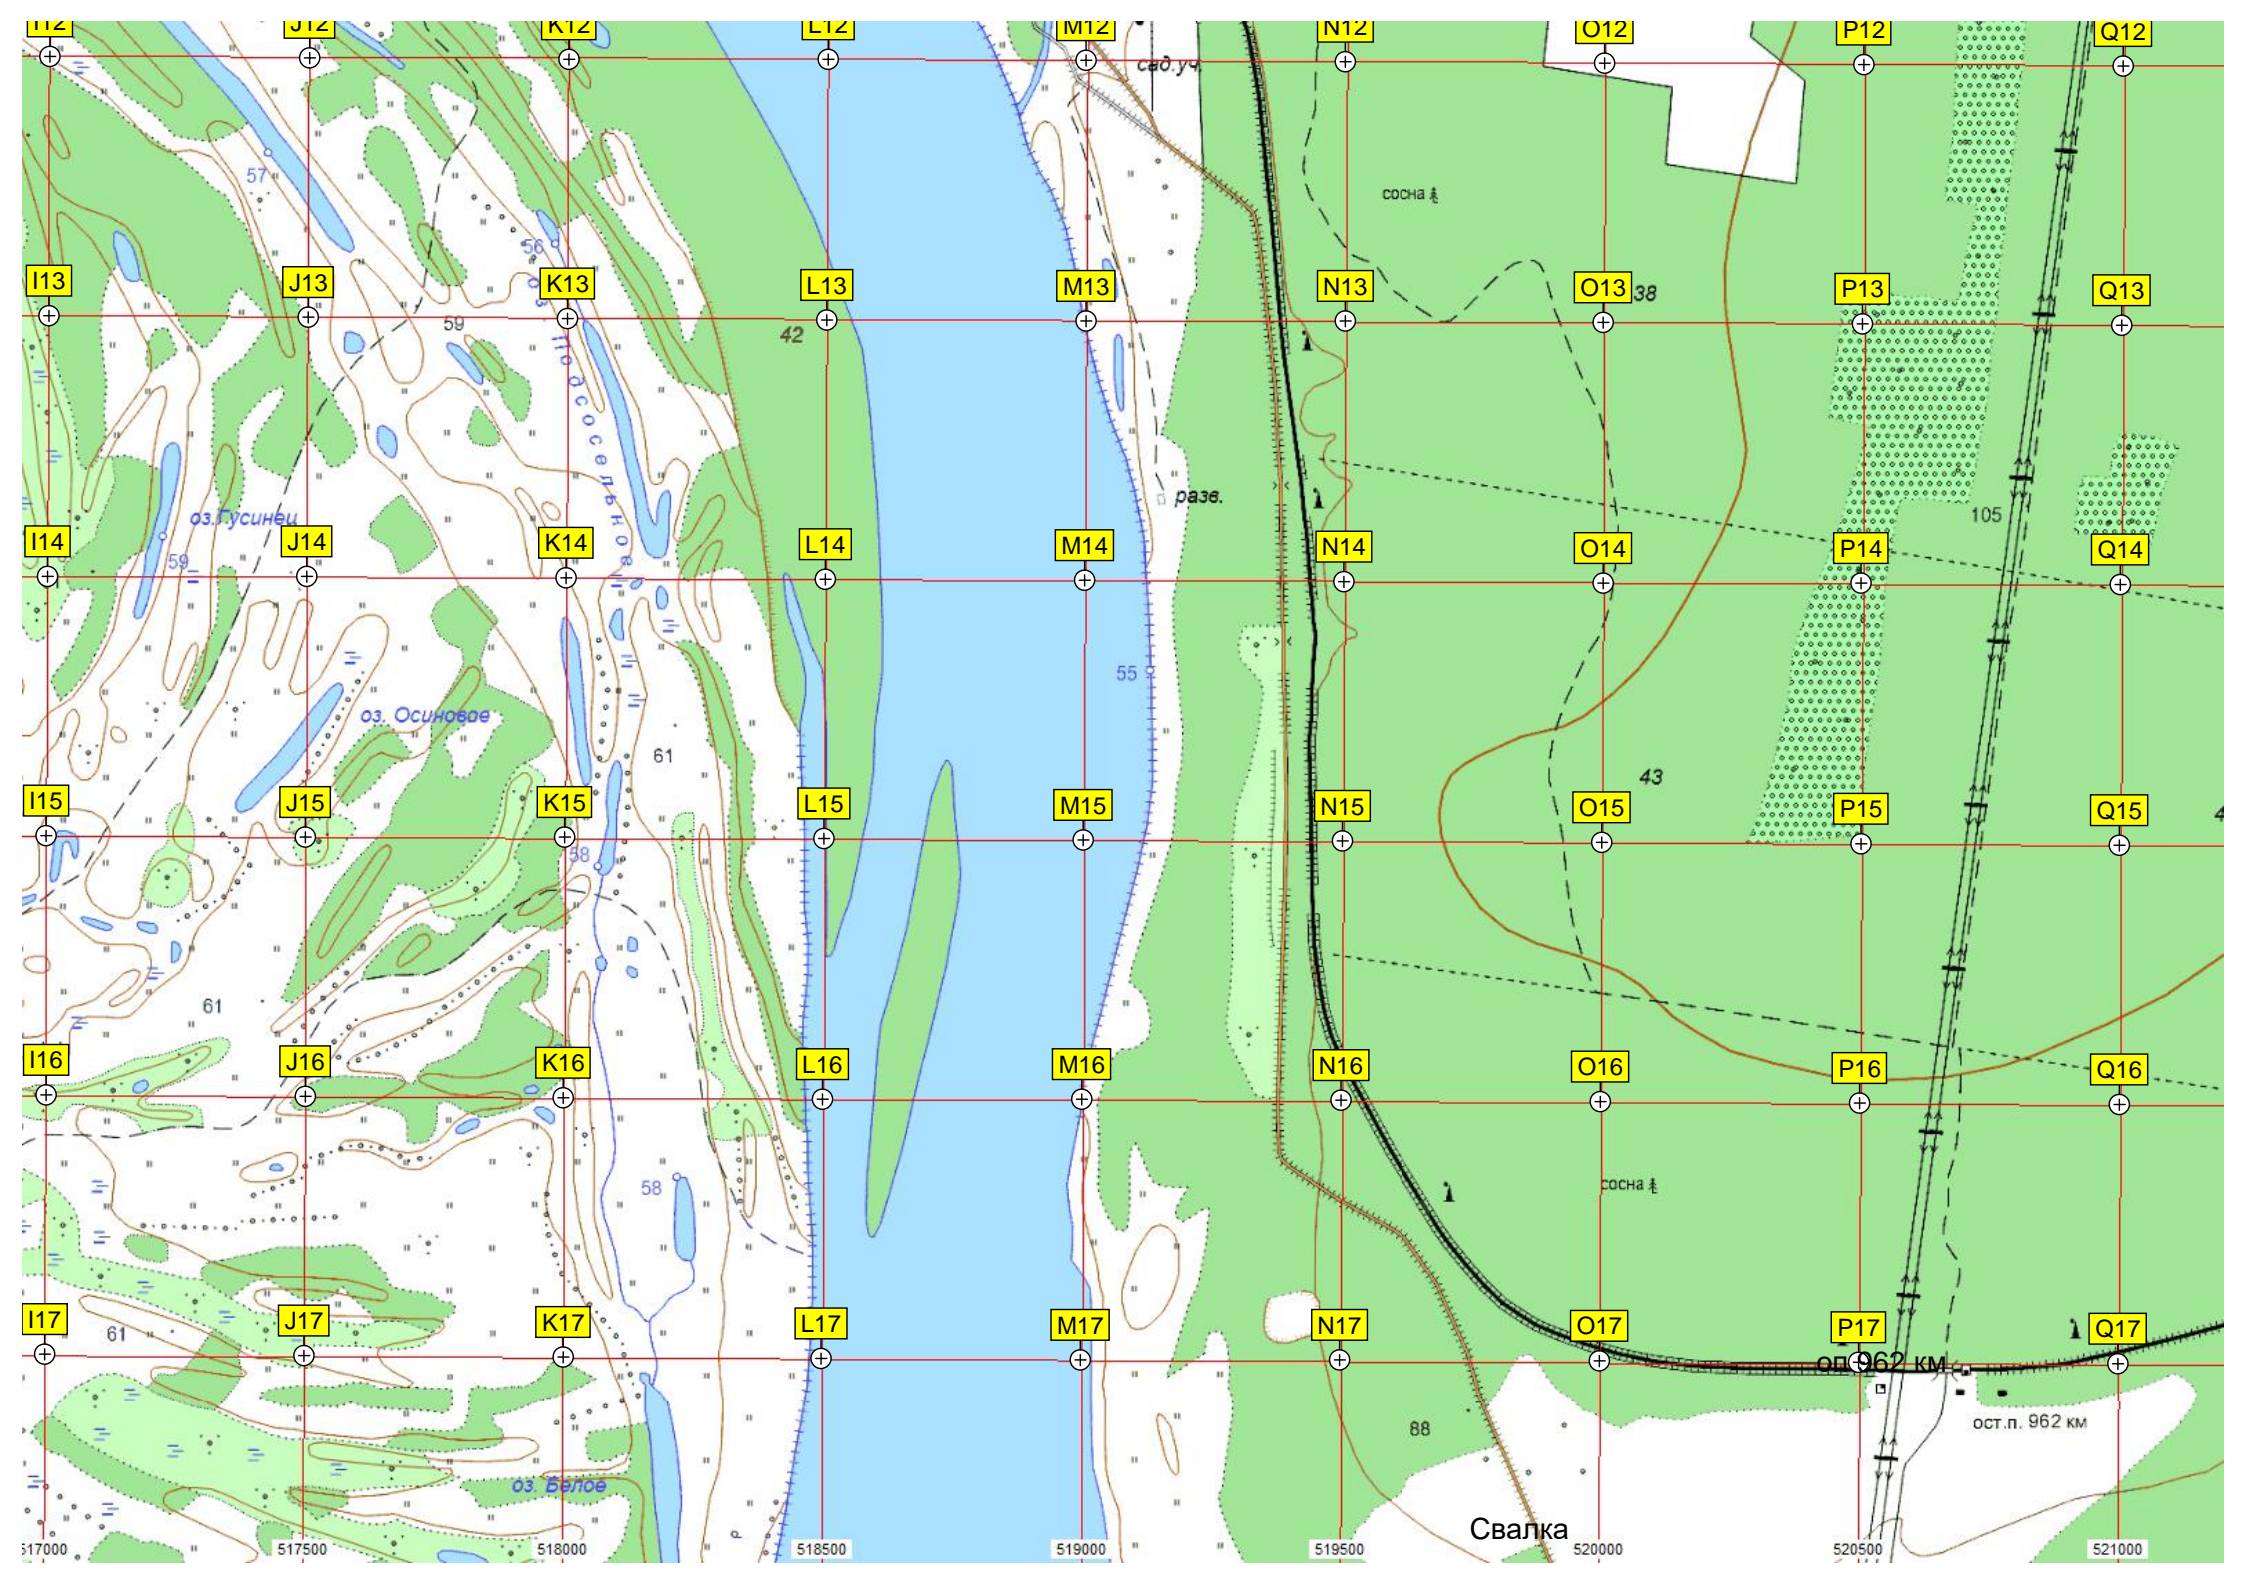 I12 J12 K12 L12 M12 N12 O12 P12 Q12
сад.уч.
57
сосна
56
I13 J13 K13 L13 M13 N13 O13 38 P13 Q13
59
42
оз. Подсосельное
разв.
оз.Гусинец
105
I14 J14 K14 L14 M14 N14 O14 P14 Q14
59
55
оз. Осиновое
61
43
I15 J15 K15 L15 M15 N15 O15 P15 Q15
4
58
61
I16 J16 K16 L16 M16 N16 O16 P16 Q16
58
сосна
I17 J17 K17 L17 M17 N17 O17 P17 Q17
61
оп 962 км
88
ост.п. 962 км
оз. Белое
Свалка
517000 517500 518000 518500 519000 519500 520000 520500 521000